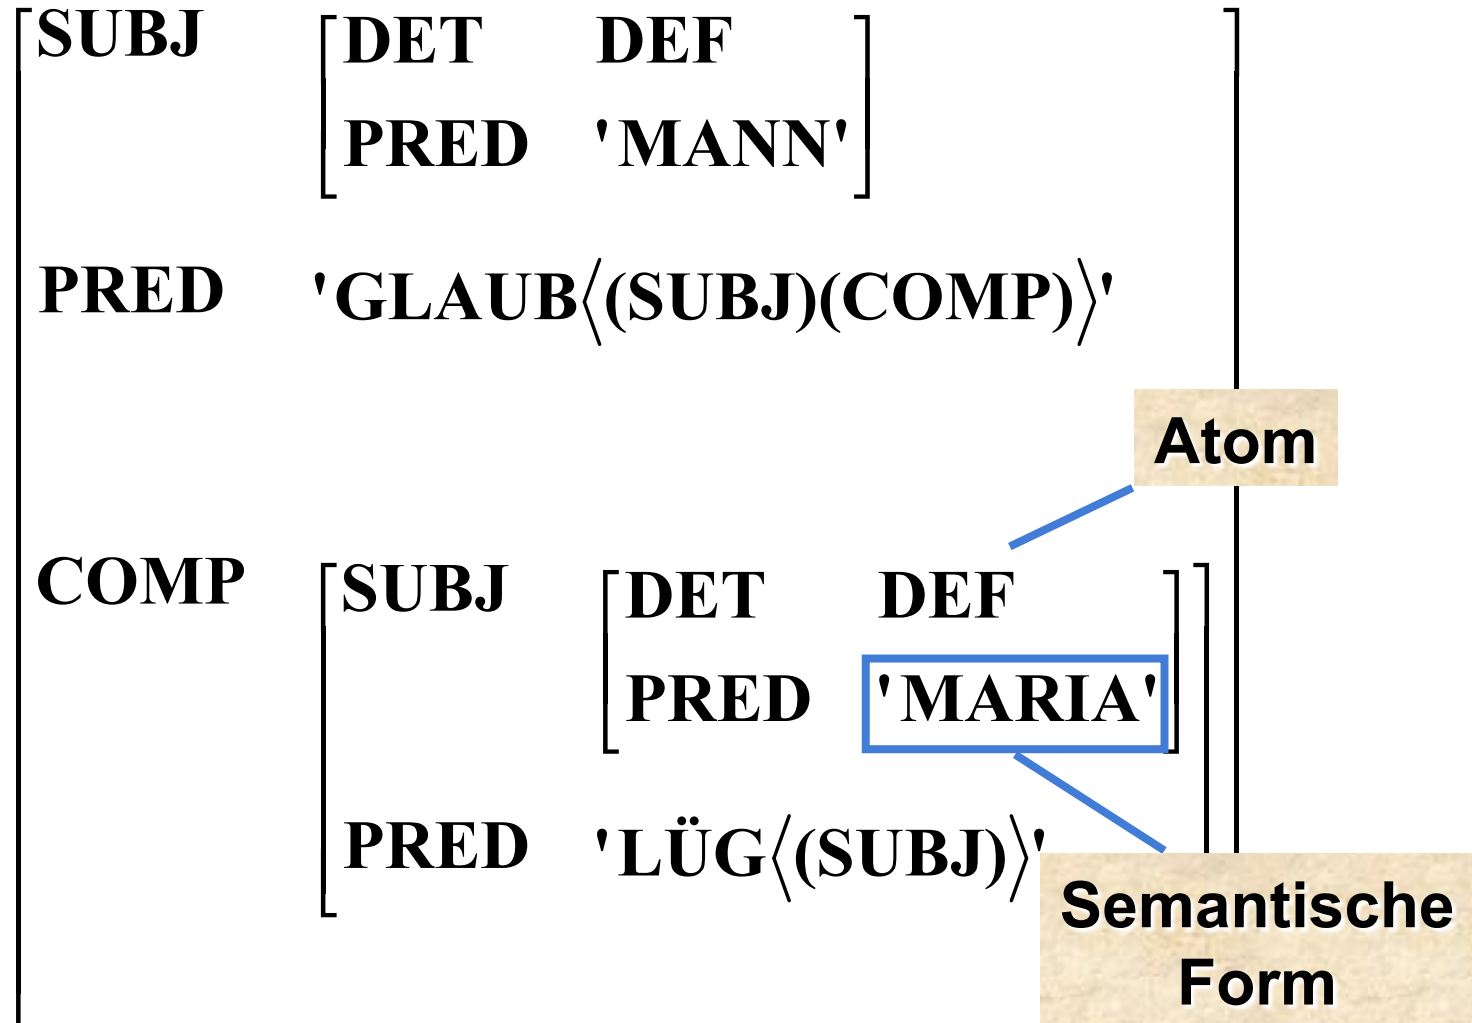 SUBJ DET DEF
PRED 'MANN'
PRED 'GLAUB⟨(SUBJ)(COMP)⟩'
Atom
COMP SUBJ DET DEF
PRED 'MARIA'
PRED 'LÜG⟨(SUBJ)⟩'
Semantische
Form